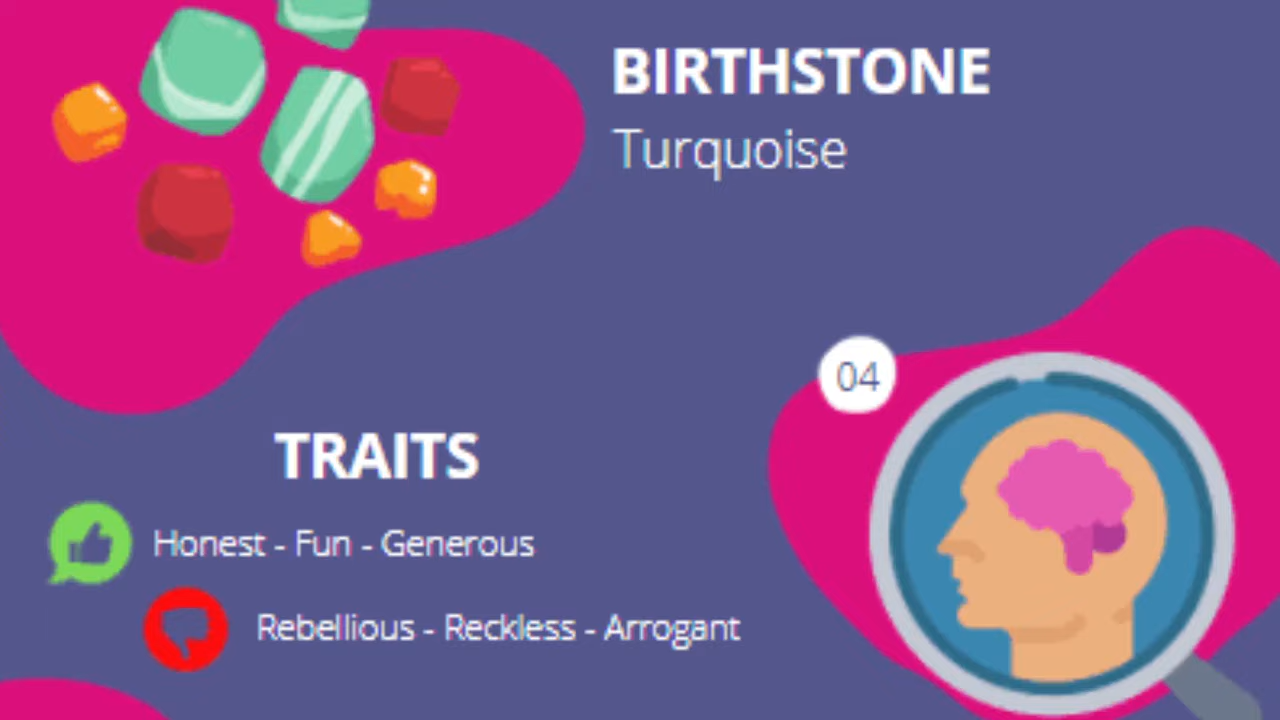 BIRTHSTONE
Turquoise
04
TRAITS
Honest - Fun - Generous
Rebellious - Reckless - Arrogant